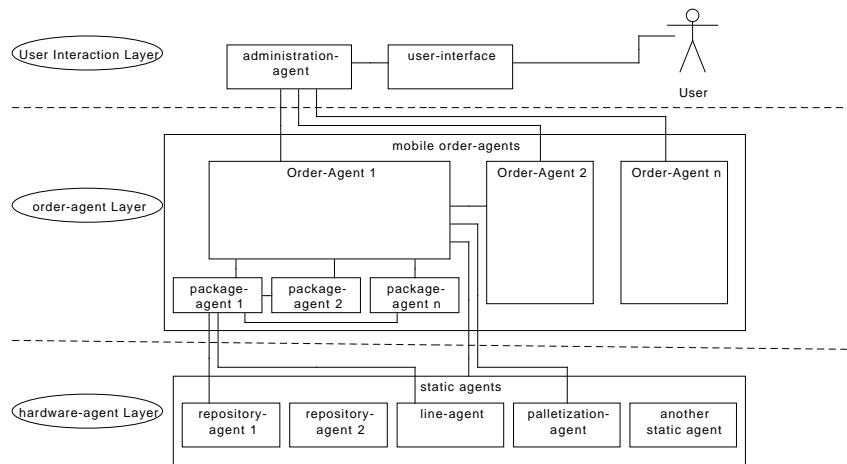 User Interaction Layer
administration-
agent
user-interface
User
mobile order-agents
order-agent Layer
Order-Agent 1
Order-Agent 2
Order-Agent n
package-
agent 1
package-
agent 2
package-
agent n
hardware-agent Layer
static agents
repository-
agent 1
repository-
agent 2
line-agent
palletization-
agent
another
static agent